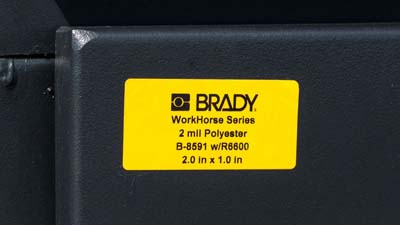 BRADY
WorkHorse Series
2 mil Polyester
B-8591 w/R6600
2.0 in x 1.0 in